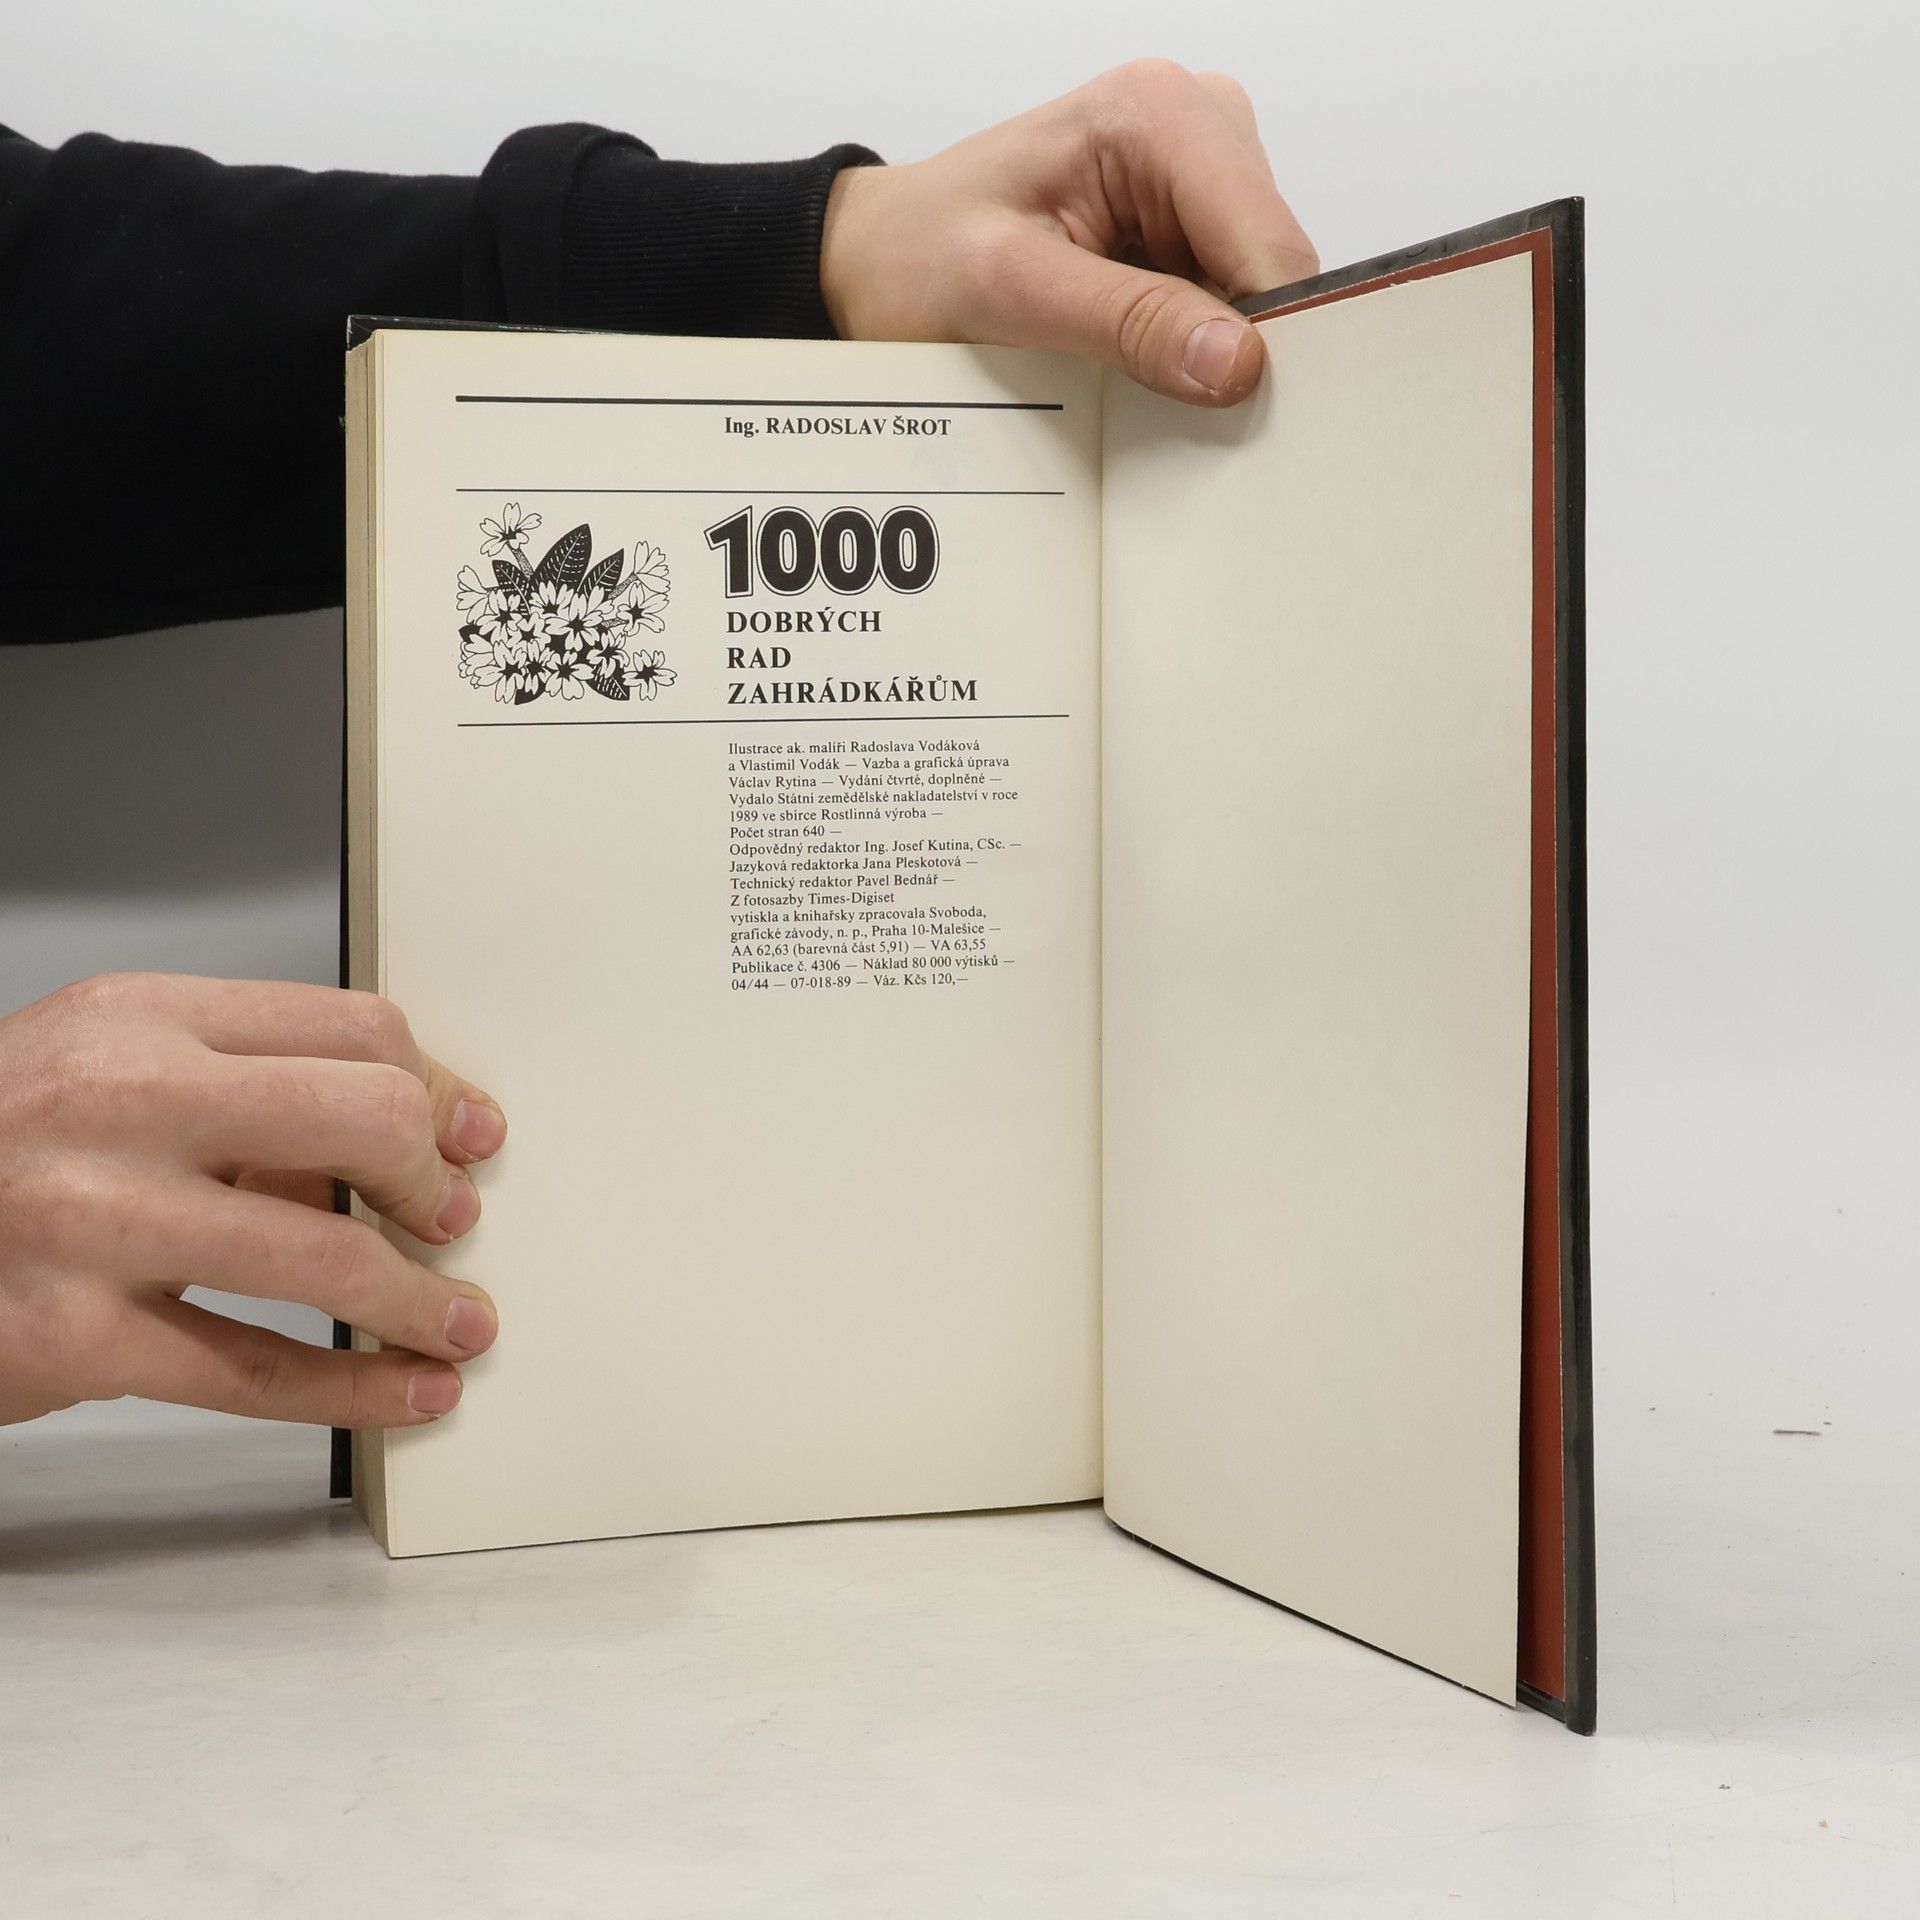 Ing. RADOSLAV ŠROT
1000
DOBRÝCH
RAD
ZAHRÁDKÁŘŮM
Ilustrace ak. malíři Radoslava Vodáková
a Vlastimil Vodák — Vazba a grafická úprava
Václav Rytina — Vydání čtvrté, doplněné —
Vydalo Státní zemědělské nakladatelství v roce
1989 ve sbírce Rostlinná výroba —
Počet stran 640 —
Odpovědný redaktor Ing. Josef Kutina, CSc. —
Jazyková redaktorka Jana Pleskotová —
Technický redaktor Pavel Bednář —
Z fotosazby Times-Digiset
vytiskla a knihařsky zpracovala Svoboda,
grafické závody, n. p., Praha 10-Malešice —
AA 62,63 (barevná část 5,91) — VA 63,55
Publikace č. 4306 — Náklad 80 000 výtisků —
04/44 — 07-018-89 — Váz. Kčs 120,—